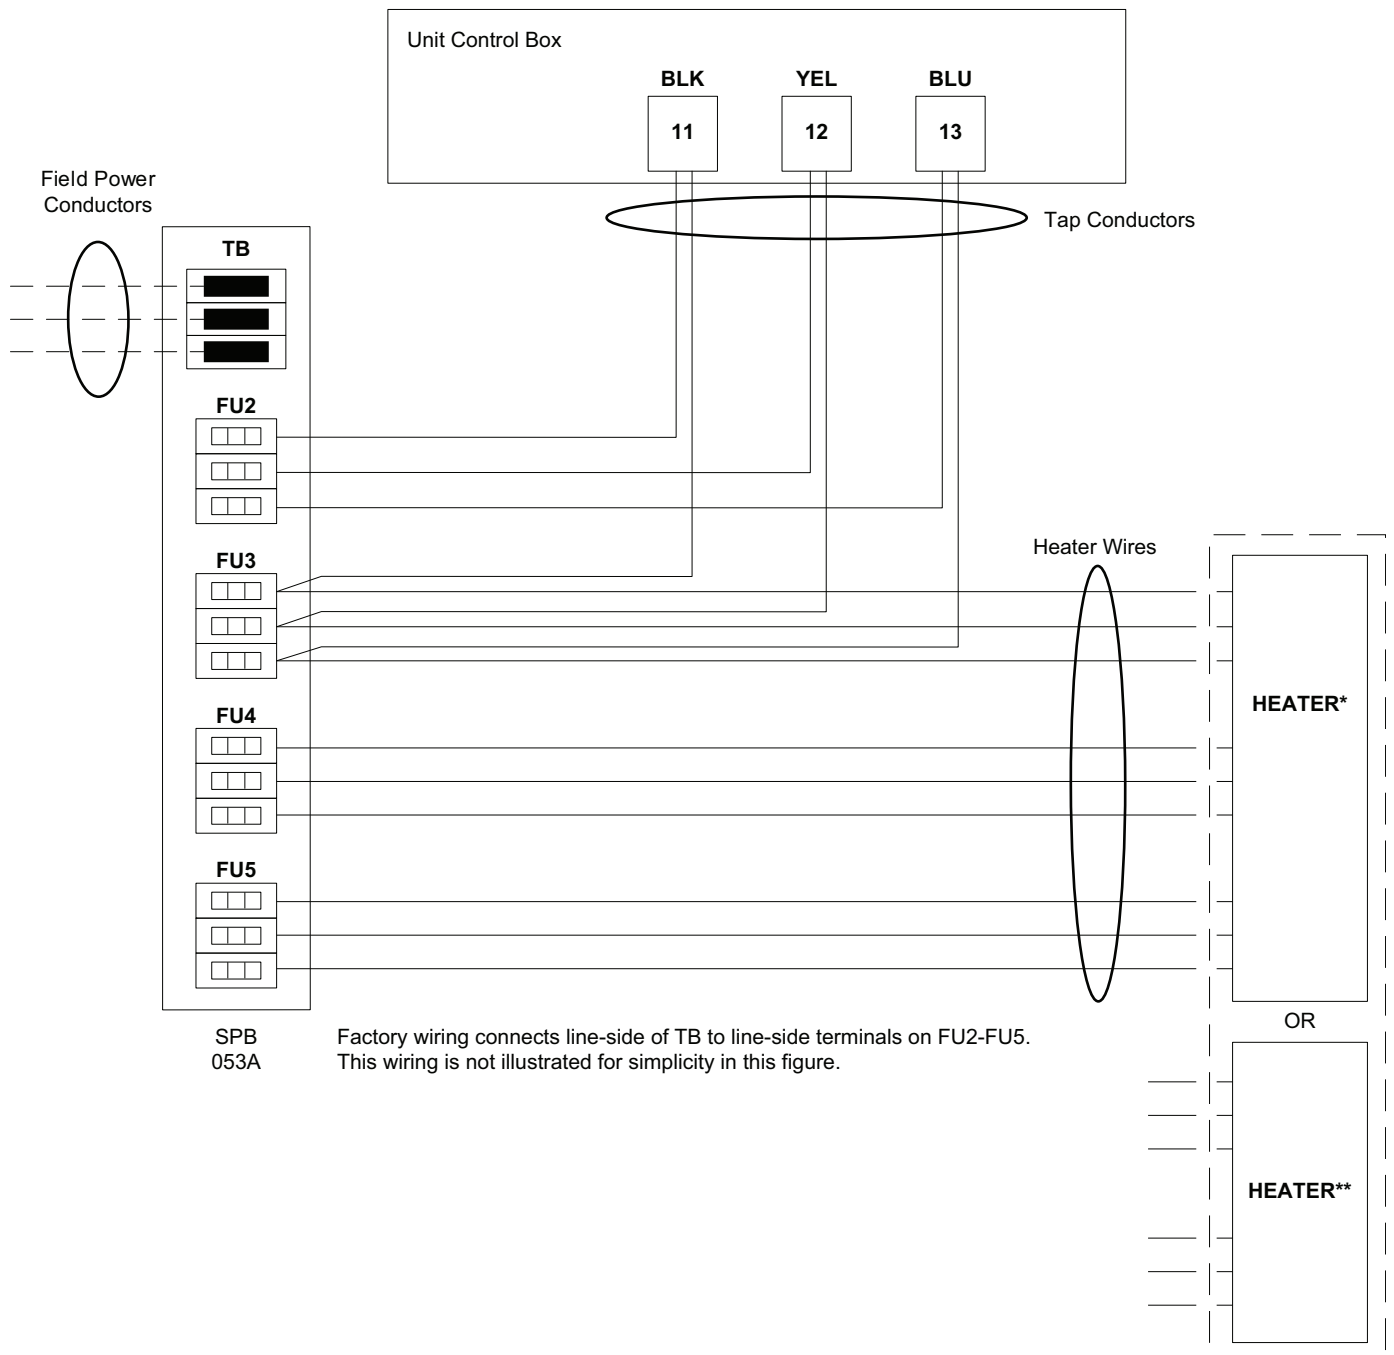 Unit Control Box
BLK YEL BLU
11 12 13
Field Power
Conductors
Tap Conductors
TB
FU2
FU3
Heater Wires
HEATER*
FU4
FU5
OR
SPB
053A
Factory wiring connects line-side of TB to line-side terminals on FU2-FU5.
This wiring is not illustrated for simplicity in this figure.
HEATER**